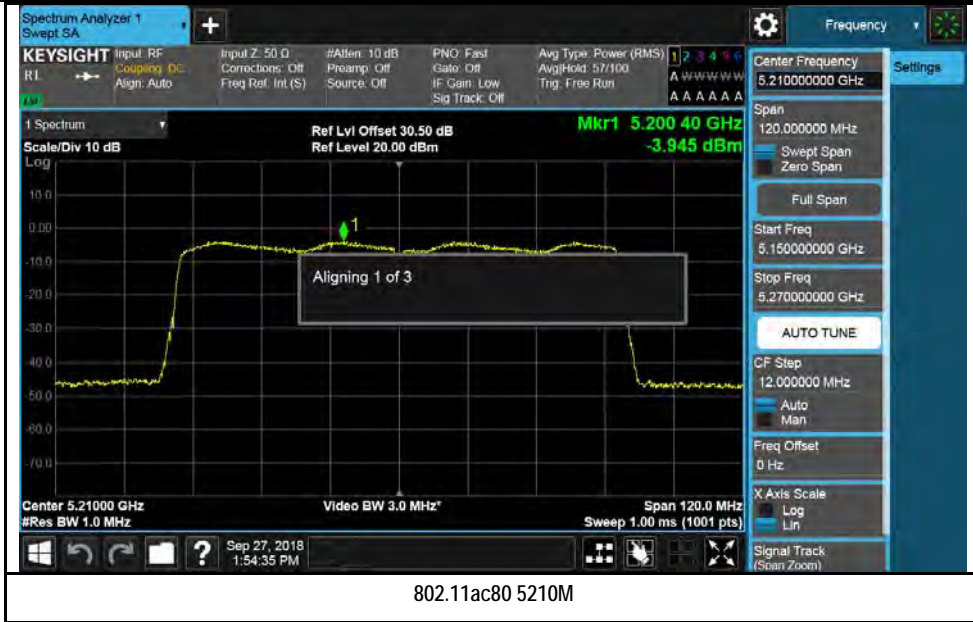 Spectrum Analyzer 1
Swept SA
Frequency
KEYSIGHT
Input: RF
Coupling: DC
Align: Auto
Input Z: 50 Ω
Corrections: Off
Freq Ref: Int (S)
#Atten: 10 dB
Preamp: Off
Source: Off
PNO: Fast
Gate: Off
IF Gain: Low
Sig Track: Off
Avg Type: Power (RMS)
Avg|Hold: 57/100
Trig: Free Run
1 2 3 4 5 6
A W W W W W
A A A A A A
1 Spectrum
Scale/Div 10 dB
Log
Ref Lvl Offset 30.50 dB
Ref Level 20.00 dBm
Mkr1 5.200 40 GHz
-3.945 dBm
10.0
0.00
-10.0
-20.0
-30.0
-40.0
-50.0
-60.0
-70.0
1
Aligning 1 of 3
Center 5.21000 GHz
#Res BW 1.0 MHz
Video BW 3.0 MHz*
Span 120.0 MHz
Sweep 1.00 ms (1001 pts)
Center Frequency
5.210000000 GHz
Settings
Span
120.000000 MHz
Swept Span
Zero Span
Full Span
Start Freq
5.150000000 GHz
Stop Freq
5.270000000 GHz
AUTO TUNE
CF Step
12.000000 MHz
Auto
Man
Freq Offset
0 Hz
X Axis Scale
Log
Lin
Signal Track
(Span Zoom)
?
Sep 27, 2018
1:54:35 PM
802.11ac80 5210M